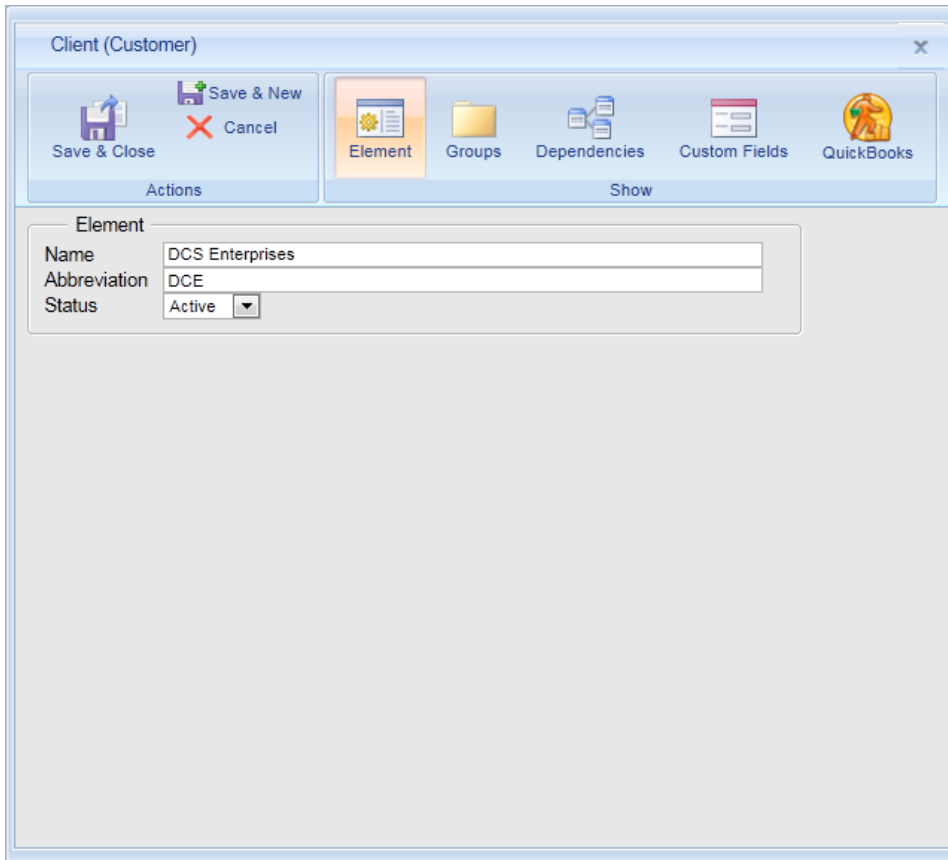 Client (Customer)
Save & Close
Save & New
Cancel
Actions
Element
Groups
Dependencies
Custom Fields
QuickBooks
Show
Element
Name DCS Enterprises
Abbreviation DCE
Status Active